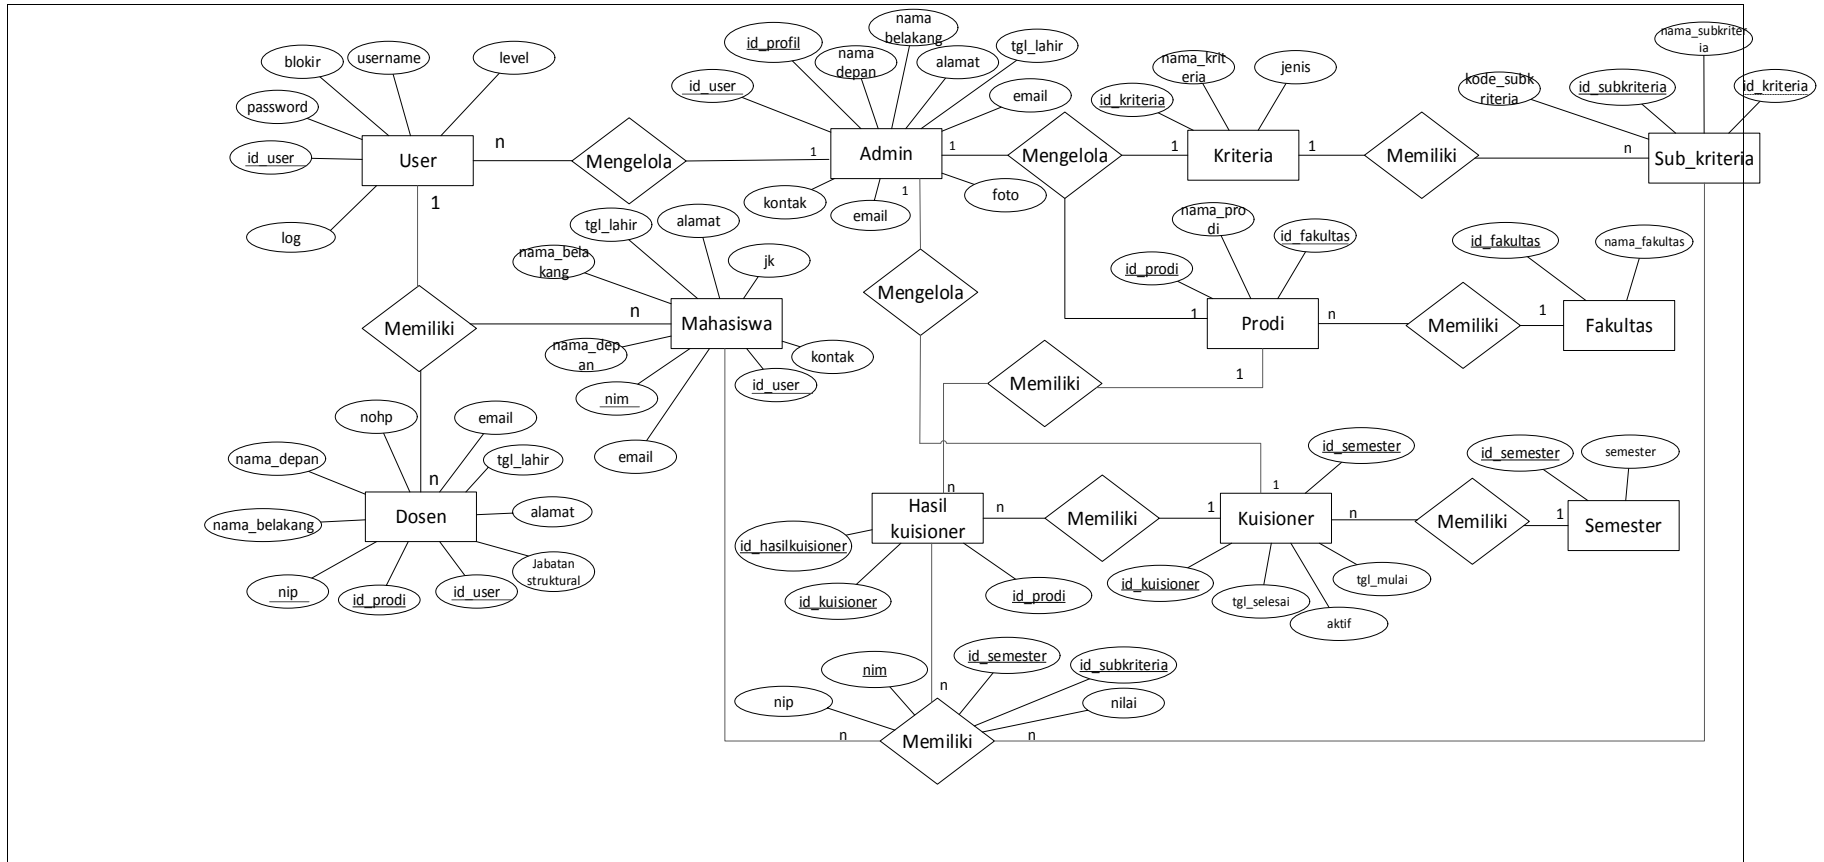 nama
belakang
id_profil
tgl_lahir
nama_subkriter
ia
blokir
username
level
nama
depan
alamat
nama_krit
eria
jenis
id_user
email
id_kriteria
kode_subk
riteria
id_subkriteria
id_kriteria
password
n
Mengelola
1
Admin
1
Mengelola
1
Kriteria
1
Memiliki
n
Sub_kriteria
id_user
User
kontak
email
1
foto
1
log
tgl_lahir
alamat
nama_pro
di
id_fakultas
id_fakultas
nama_fakultas
nama_bela
kang
jk
id_prodi
Mengelola
Memiliki
n
Mahasiswa
1
Prodi
n
Memiliki
1
Fakultas
nama_dep
an
kontak
id_user
nim
Memiliki
1
nohp
email
email
nama_depan
tgl_lahir
id_semester
id_semester
semester
n
Dosen
alamat
nama_belakang
n
Hasil
kuisioner
n
Memiliki
1
1
Kuisioner
n
Memiliki
1
Semester
id_hasilkuisioner
Jabatan
struktural
nip
id_prodi
id_user
id_kuisioner
id_prodi
id_kuisioner
tgl_selesai
aktif
tgl_mulai
nim
id_semester
id_subkriteria
nip
n
nilai
n
Memiliki
n